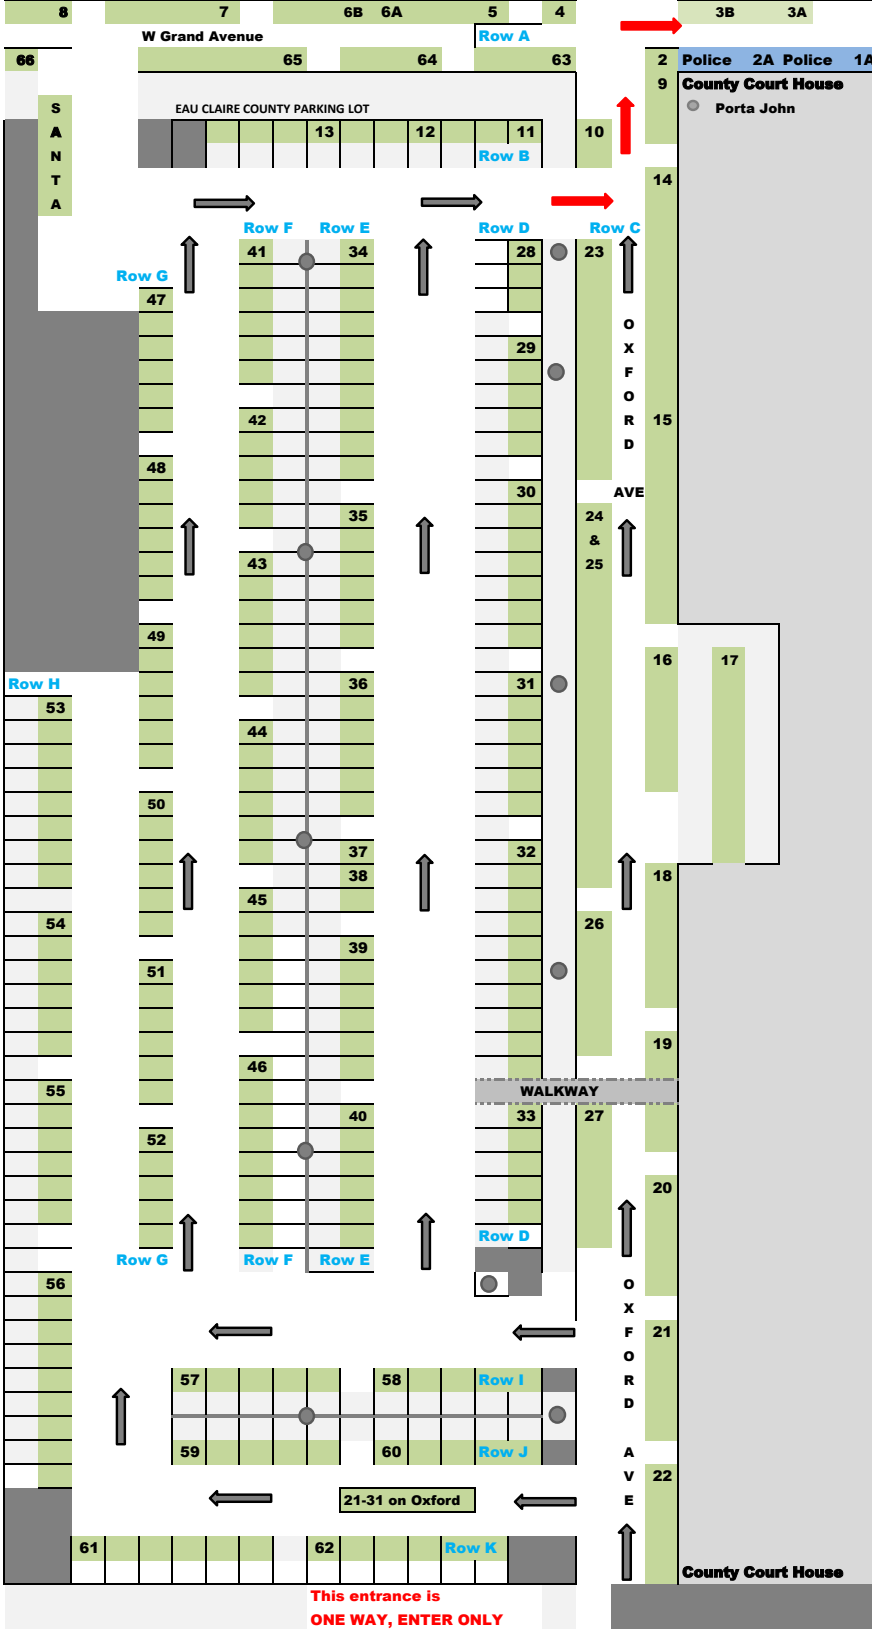 8 7 6B 6A 5 4 3B 3A
W Grand Avenue Row A
66 65 64 63 2 Police 2A Police 1A
9 County Court House
S EAU CLAIRE COUNTY PARKING LOT Porta John
A 13 12 11 10
N Row B
T 14
A
Row F Row E Row D Row C
41 34 28 23
Row G
47
O
29 X
F
O
42 R 15
D
48
30 AVE
35 24
&
43 25
49
16 17
Row H 36 31
53
44
50
37 32
38 18
45
54 26
39
51
19
46
55 WALKWAY
40 33 27
52
20
Row D
Row G Row F Row E
56 O
X
F 21
O
57 58 Row I R
D
59 60 Row J A
V 22
21-31 on Oxford E
61 62 Row K
County Court House
This entrance is
ONE WAY, ENTER ONLY